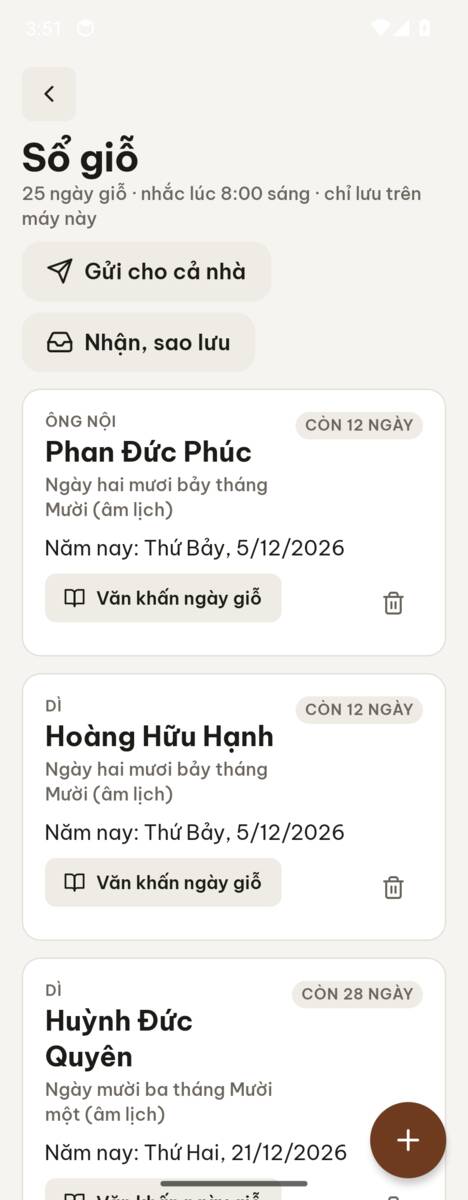 3:51
Sổ giỗ
25 ngày giỗ · nhắc lúc 8:00 sáng · chỉ lưu trên
máy này
Gửi cho cả nhà
Nhận, sao lưu
ÔNG NỘI
CÒN 12 NGÀY
Phan Đức Phúc
Ngày hai mươi bảy tháng
Mười (âm lịch)
Năm nay: Thứ Bảy, 5/12/2026
Văn khấn ngày giỗ
DÌ
CÒN 12 NGÀY
Hoàng Hữu Hạnh
Ngày hai mươi bảy tháng
Mười (âm lịch)
Năm nay: Thứ Bảy, 5/12/2026
Văn khấn ngày giỗ
DÌ
CÒN 28 NGÀY
Huỳnh Đức
Quyên
Ngày mười ba tháng Mười
một (âm lịch)
Năm nay: Thứ Hai, 21/12/2026